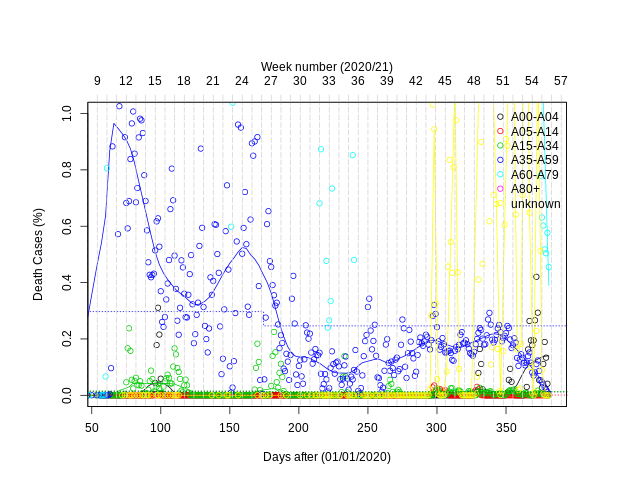 Week number (2020/21)
9 12 15 18 21 24 27 30 33 36 39 42 45 48 51 54 57
Death Cases (%)
1.0
0.8
0.6
0.4
0.2
0.0
A00-A04
A05-A14
A15-A34
A35-A59
A60-A79
A80+
unknown
50 100 150 200 250 300 350
Days after (01/01/2020)